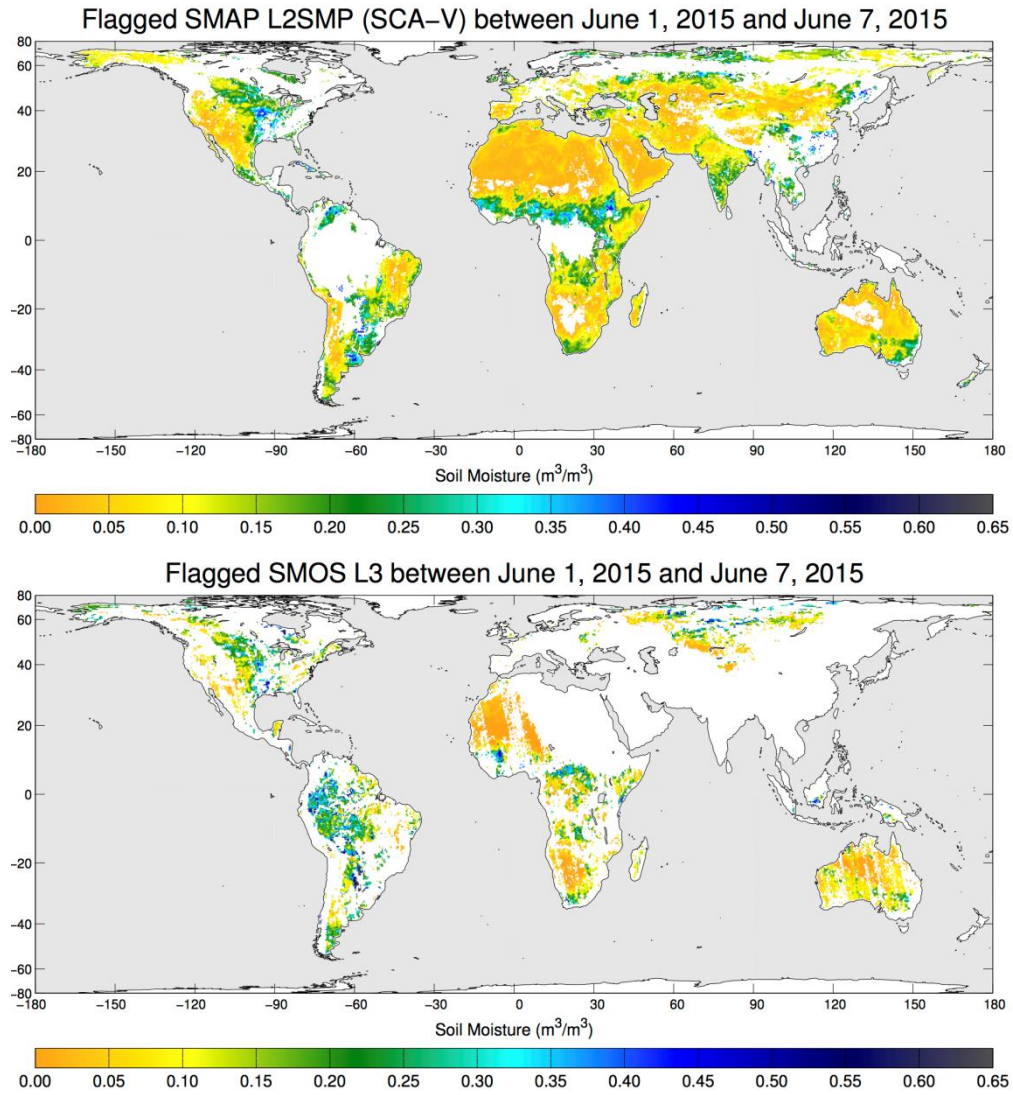 Flagged SMAP L2SMP (SCA−V) between June 1, 2015 and June 7, 2015
80
60
40
20
0
−20
−40
−60
−80
−180 −150 −120 −90 −60 −30 0 30 60 90 120 150 180
Soil Moisture (m³/m³)
0.00 0.05 0.10 0.15 0.20 0.25 0.30 0.35 0.40 0.45 0.50 0.55 0.60 0.65
Flagged SMOS L3 between June 1, 2015 and June 7, 2015
80
60
40
20
0
−20
−40
−60
−80
−180 −150 −120 −90 −60 −30 0 30 60 90 120 150 180
Soil Moisture (m³/m³)
0.00 0.05 0.10 0.15 0.20 0.25 0.30 0.35 0.40 0.45 0.50 0.55 0.60 0.65